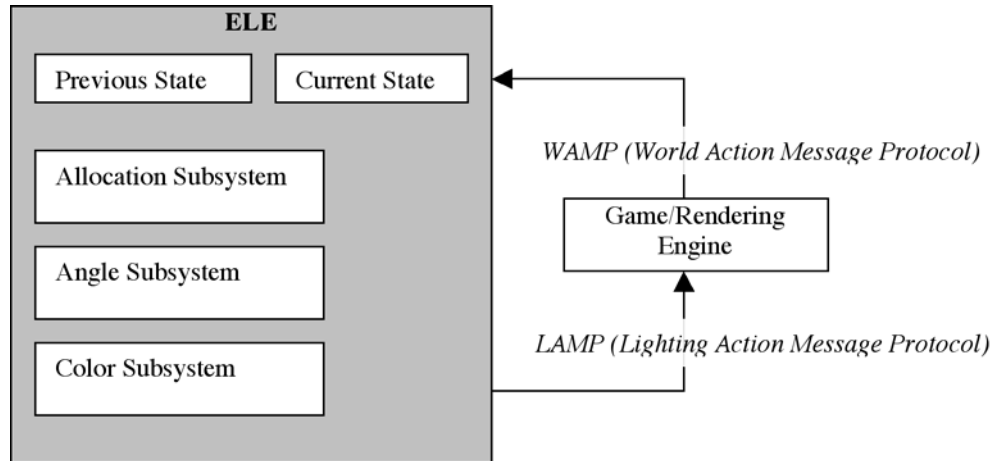 ELE
Previous State
Current State
WAMP (World Action Message Protocol)
Allocation Subsystem
Game/Rendering
Engine
Angle Subsystem
LAMP (Lighting Action Message Protocol)
Color Subsystem